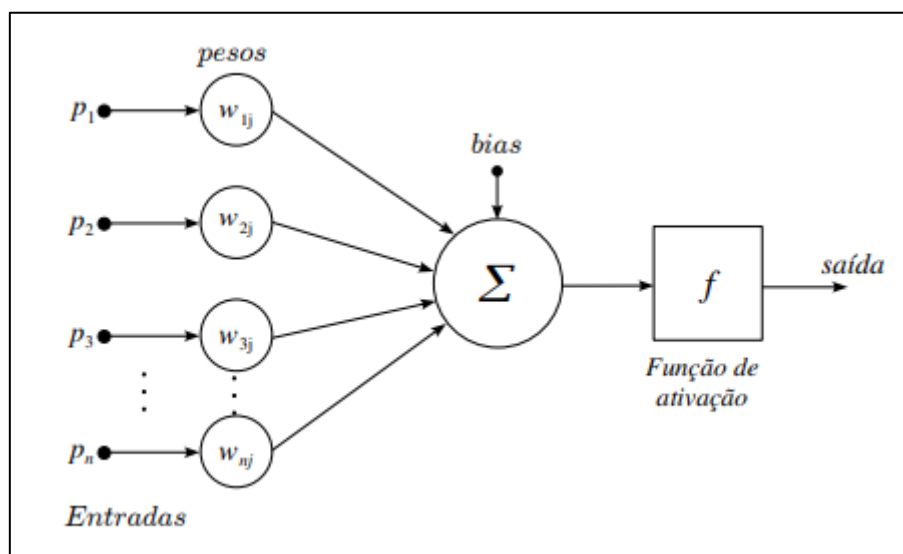 pesos
p1
w1j
bias
p2
w2j
Σ
f
saída
p3
w3j
Função de
ativação
pn
wnj
Entradas